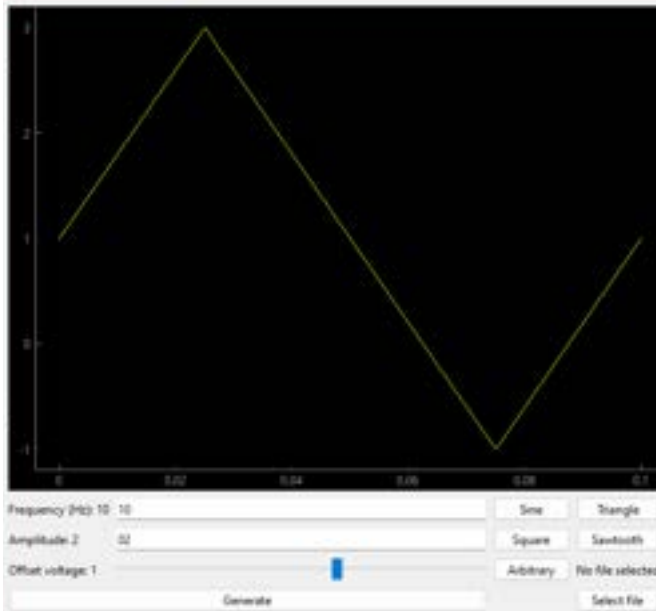 3
2
1
0
-1
0 0.02 0.04 0.06 0.08 0.1
Frequency (Hz): 10 10 Sine Triangle
Amplitude: 2 02 Square Sawtooth
Offset voltage: 1 Arbitrary No file selected
Generate Select file